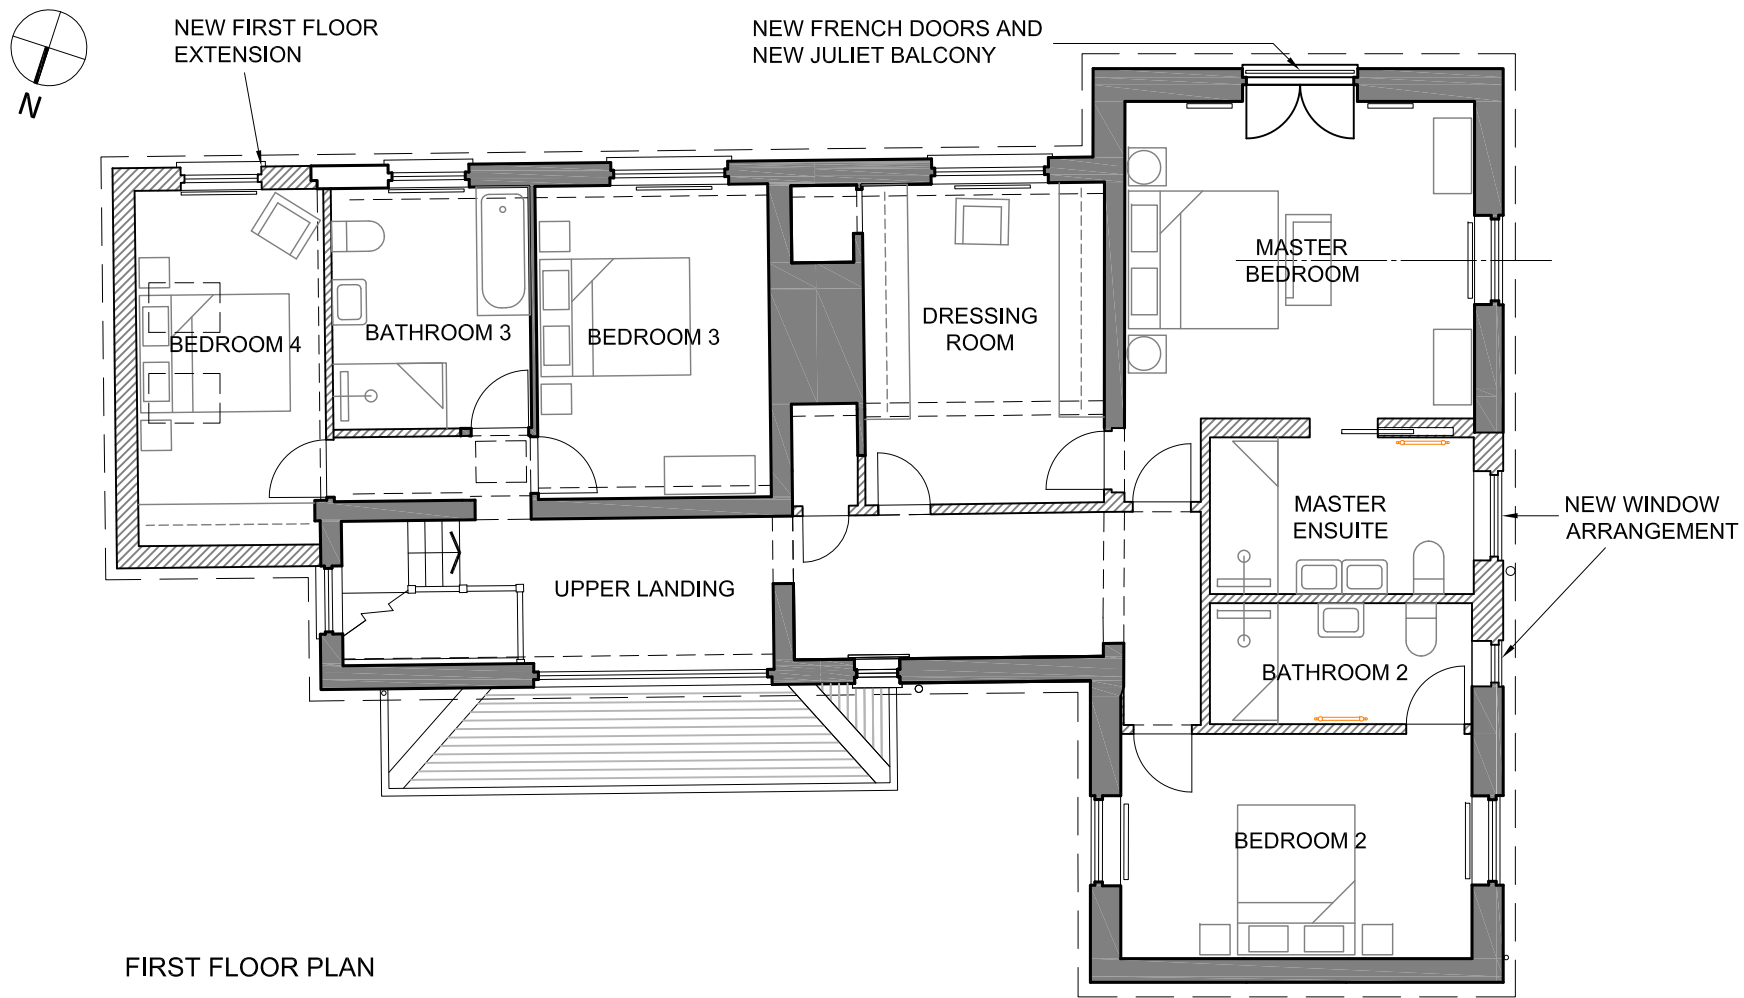 NEW FIRST FLOOR
EXTENSION
NEW FRENCH DOORS AND
NEW JULIET BALCONY
N
MASTER
BEDROOM
DRESSING
ROOM
BATHROOM 3
BEDROOM 3
BEDROOM 4
MASTER
ENSUITE
NEW WINDOW
ARRANGEMENT
UPPER LANDING
BATHROOM 2
BEDROOM 2
FIRST FLOOR PLAN